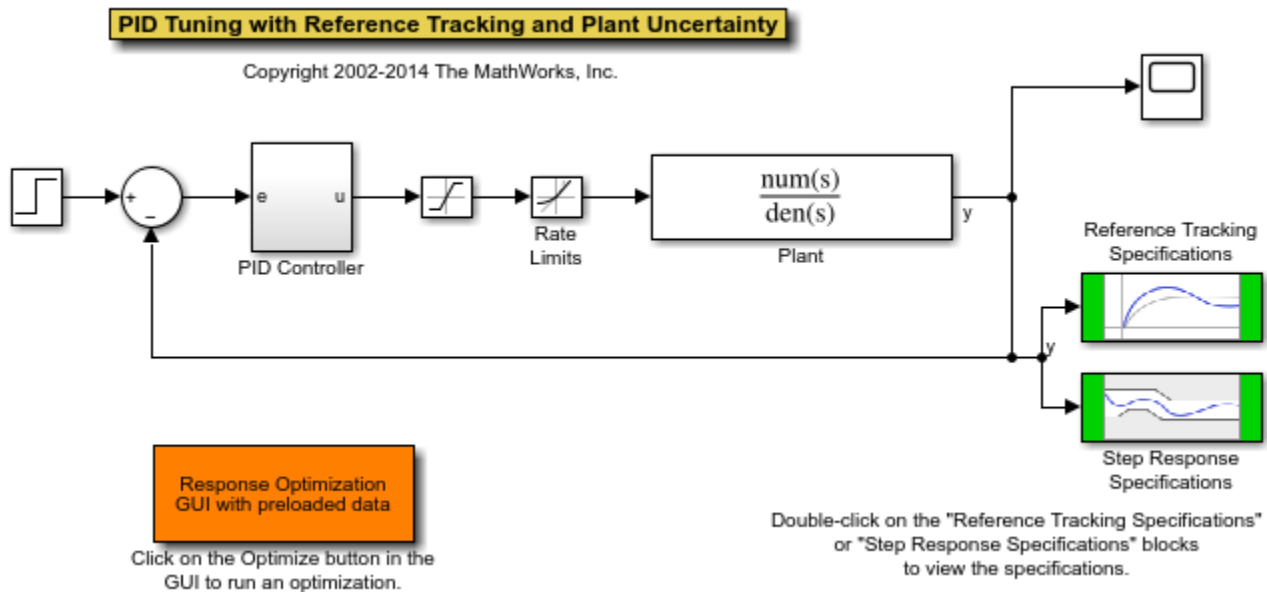 PID Tuning with Reference Tracking and Plant Uncertainty
Copyright 2002-2014 The MathWorks, Inc.
+
−
e
u
PID Controller
Rate
Limits
num(s)
den(s)
Plant
y
Reference Tracking
Specifications
y
Step Response
Specifications
Response Optimization
GUI with preloaded data
Click on the Optimize button in the
GUI to run an optimization.
Double-click on the "Reference Tracking Specifications"
or "Step Response Specifications" blocks
to view the specifications.